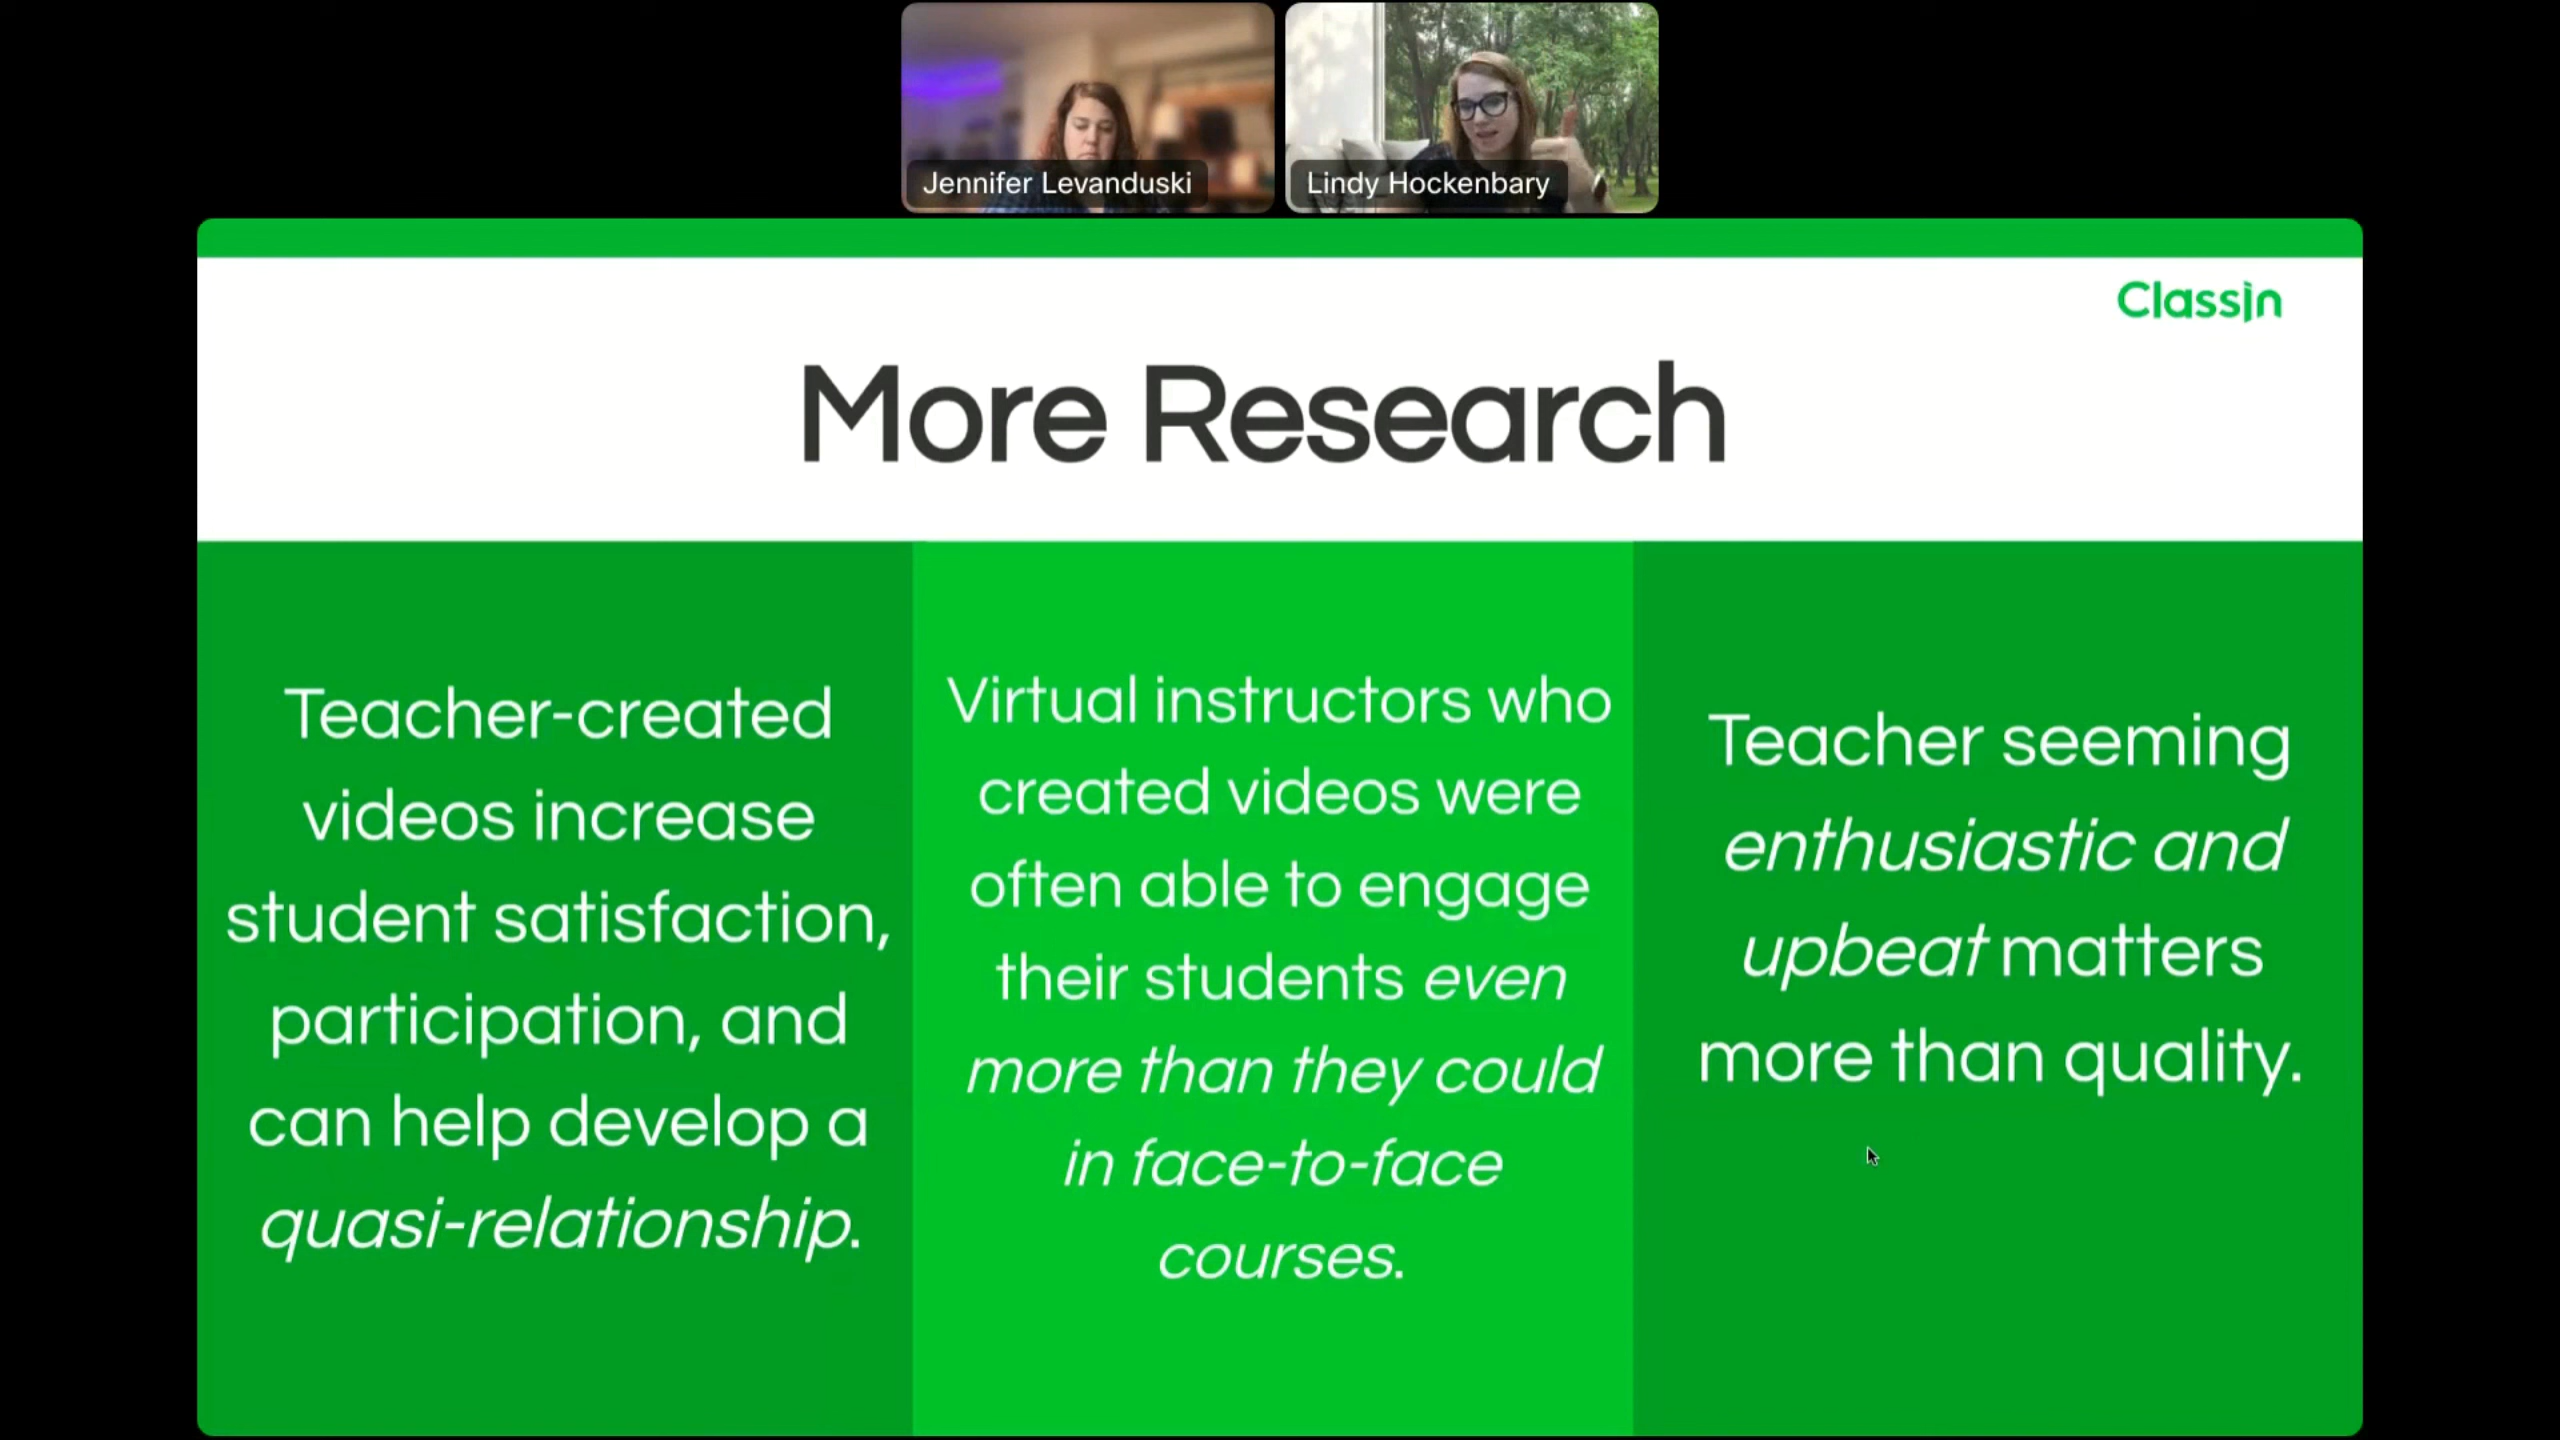 Jennifer Levanduski
Lindy Hockenbary
ClassIn
More Research
Teacher-created
videos increase
student satisfaction,
participation, and
can help develop a
quasi-relationship.
Virtual instructors who
created videos were
often able to engage
their students even
more than they could
in face-to-face
courses.
Teacher seeming
enthusiastic and
upbeat matters
more than quality.